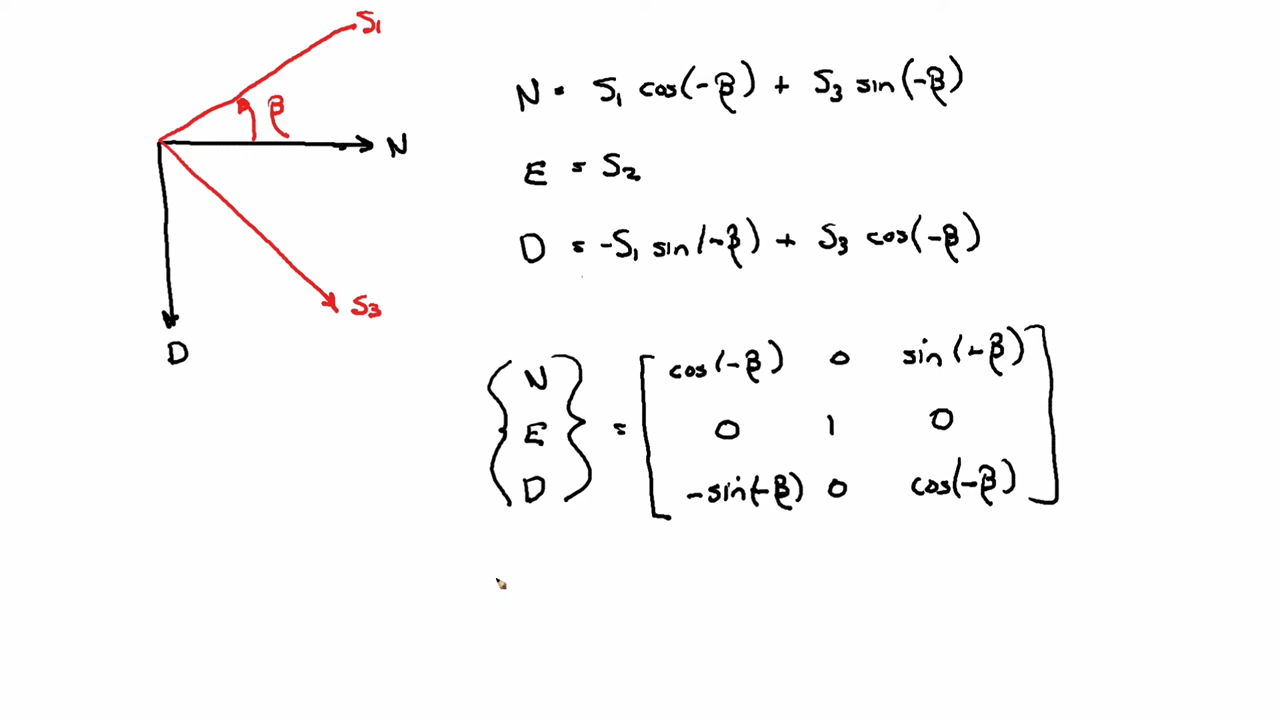 S₁
β
N
S₃
D
N = S₁ cos(-β) + S₃ sin(-β)
E = S₂
D = -S₁ sin(-β) + S₃ cos(-β)
{N} = [cos(-β) 0 sin(-β)]
{E} [0 1 0]
{D} [-sin(-β) 0 cos(-β)]